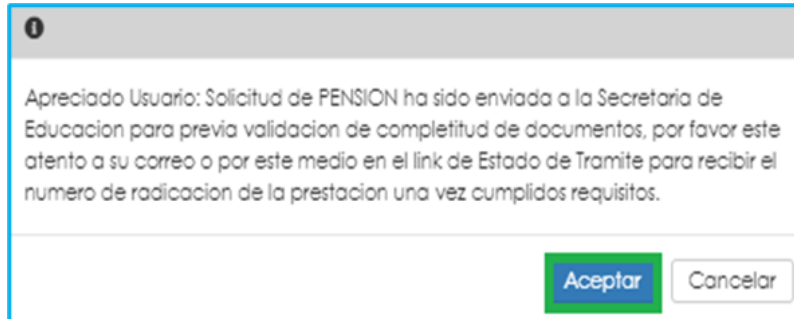 Apreciado Usuario: Solicitud de PENSION ha sido enviada a la Secretaria de
Educacion para previa validacion de completitud de documentos, por favor este
atento a su correo o por este medio en el link de Estado de Tramite para recibir el
numero de radicacion de la prestacion una vez cumplidos requisitos.
Aceptar Cancelar